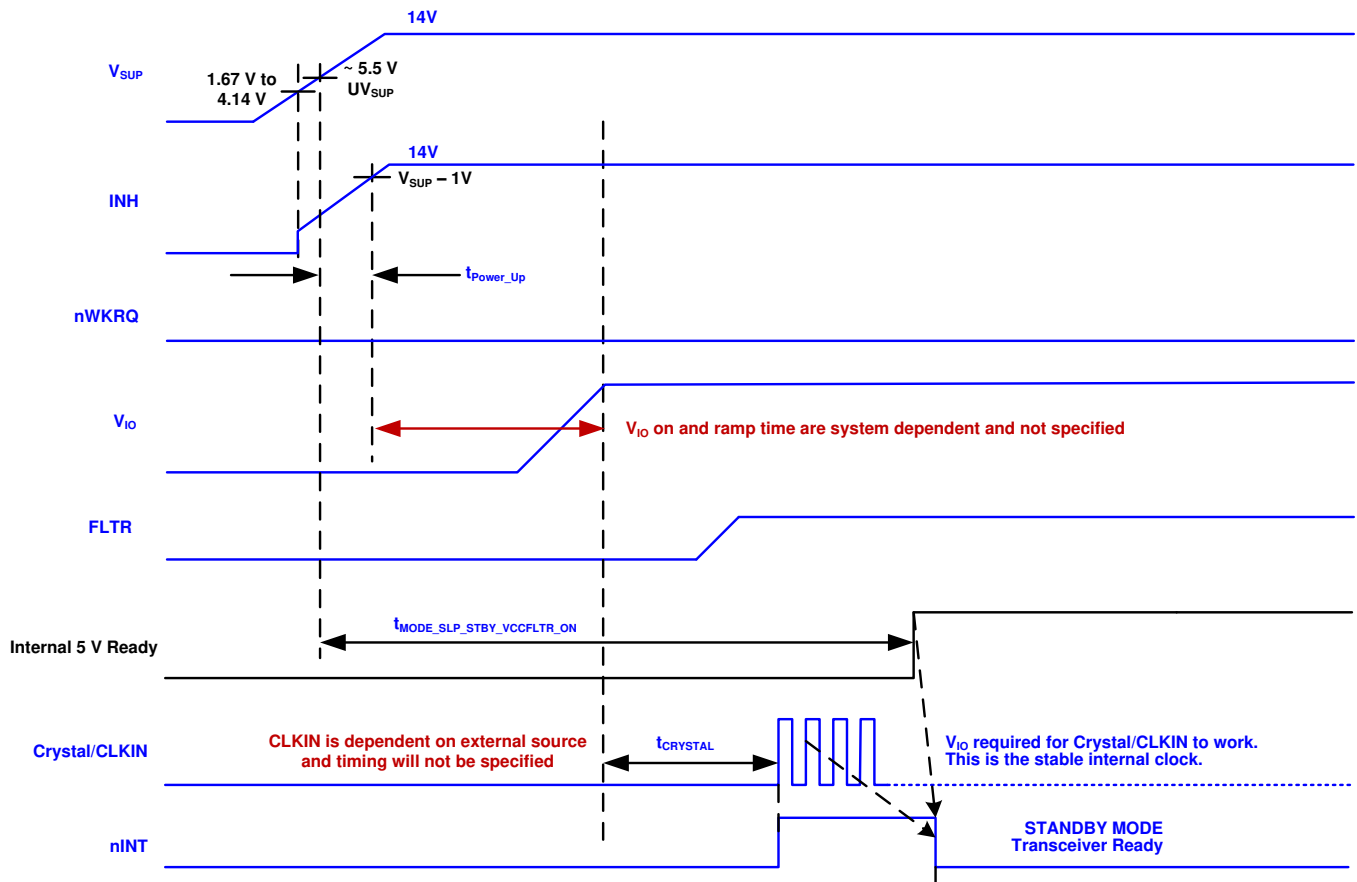 14V
VSUP
1.67 V to
4.14 V
~ 5.5 V
UVSUP
14V
VSUP – 1V
INH
tPower_Up
nWKRQ
VIO
VIO on and ramp time are system dependent and not specified
FLTR
tMODE_SLP_STBY_VCCFLTR_ON
Internal 5 V Ready
Crystal/CLKIN
CLKIN is dependent on external source
and timing will not be specified
tCRYSTAL
VIO required for Crystal/CLKIN to work.
This is the stable internal clock.
nINT
STANDBY MODE
Transceiver Ready